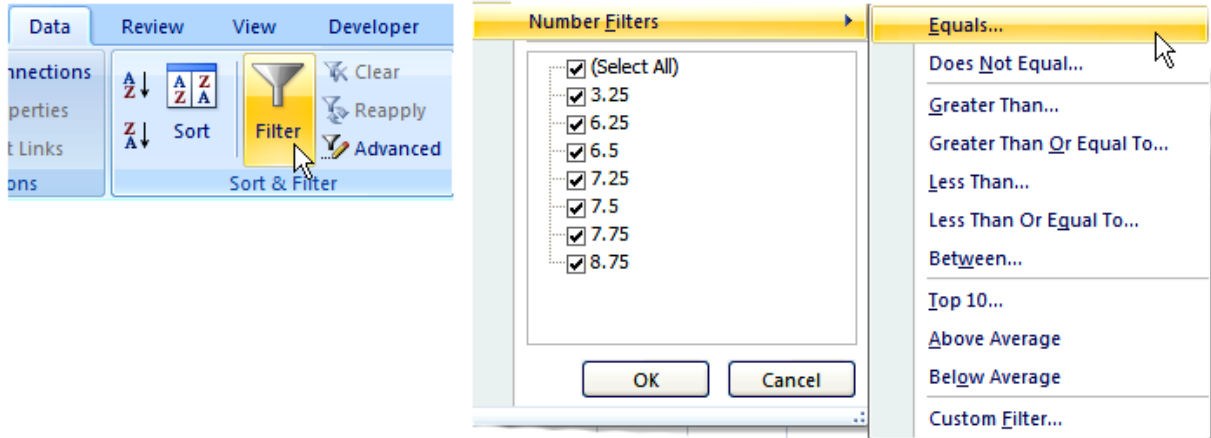 Data Review View Developer
nnections
perties
t Links
ons
A Z
Z A
A Z
Z A
Sort
Filter
Clear
Reapply
Advanced
Sort & Filter
Number Filters
(Select All)
3.25
6.25
6.5
7.25
7.5
7.75
8.75
OK Cancel
Equals...
Does Not Equal...
Greater Than...
Greater Than Or Equal To...
Less Than...
Less Than Or Equal To...
Between...
Top 10...
Above Average
Below Average
Custom Filter...